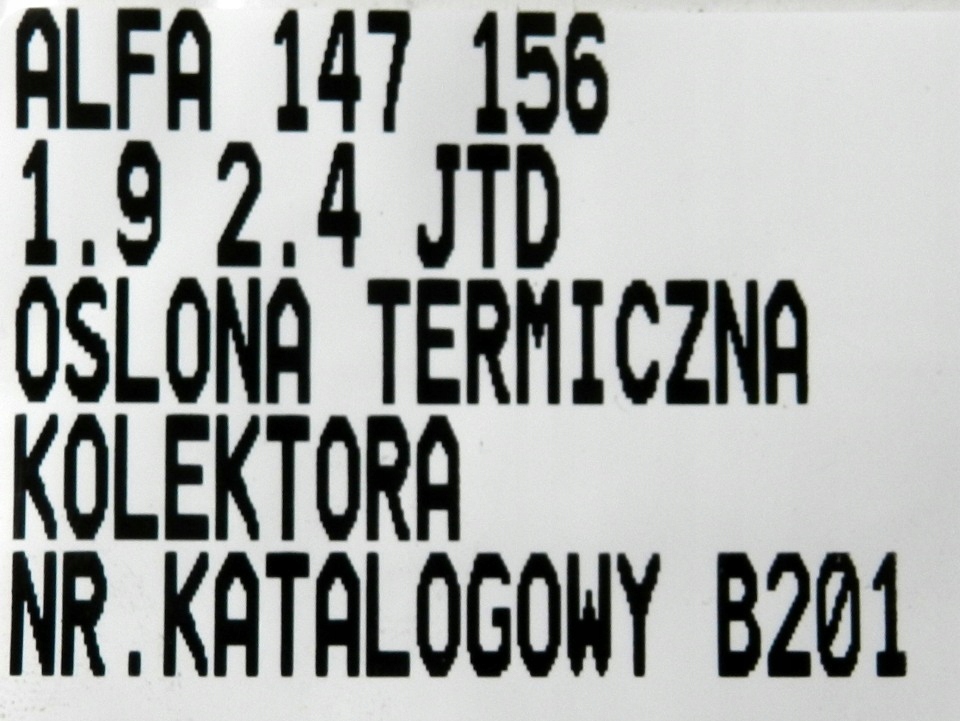 ALFA 147 156
1.9 2.4 JTD
OSLONA TERMICZNA
KOLEKTORA
NR.KATALOGOWY B201